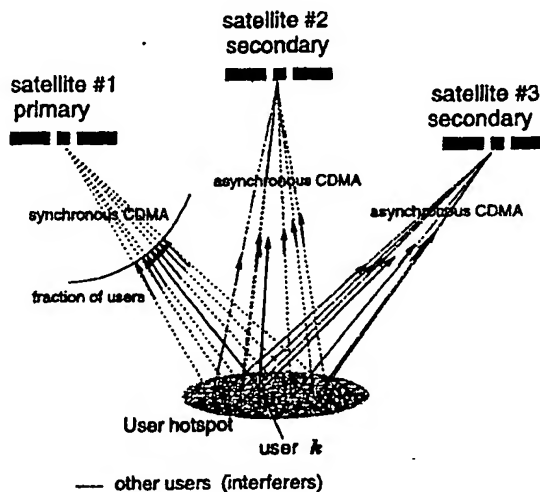 satellite #2
secondary
satellite #1
primary
satellite #3
secondary
asynchronous CDMA
synchronous CDMA
asynchronous CDMA
fraction of users
User hotspot
user k
other users (interferers)